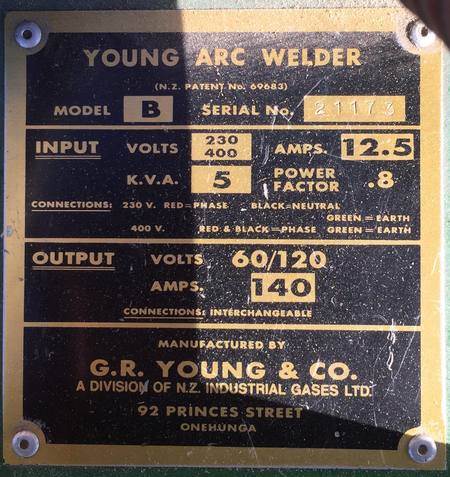 YOUNG ARC WELDER
(N.Z. PATENT No. 69683)
MODEL B SERIAL No. 21173
INPUT VOLTS 230 400 AMPS. 12.5
K.V.A. 5 POWER FACTOR .8
CONNECTIONS: 230 V. RED=PHASE BLACK=NEUTRAL
GREEN=EARTH
400 V. RED & BLACK=PHASE GREEN=EARTH
OUTPUT VOLTS 60/120
AMPS. 140
CONNECTIONS: INTERCHANGEABLE
MANUFACTURED BY
G.R. YOUNG & CO.
A DIVISION OF N.Z. INDUSTRIAL GASES LTD.
92 PRINCES STREET
ONEHUNGA